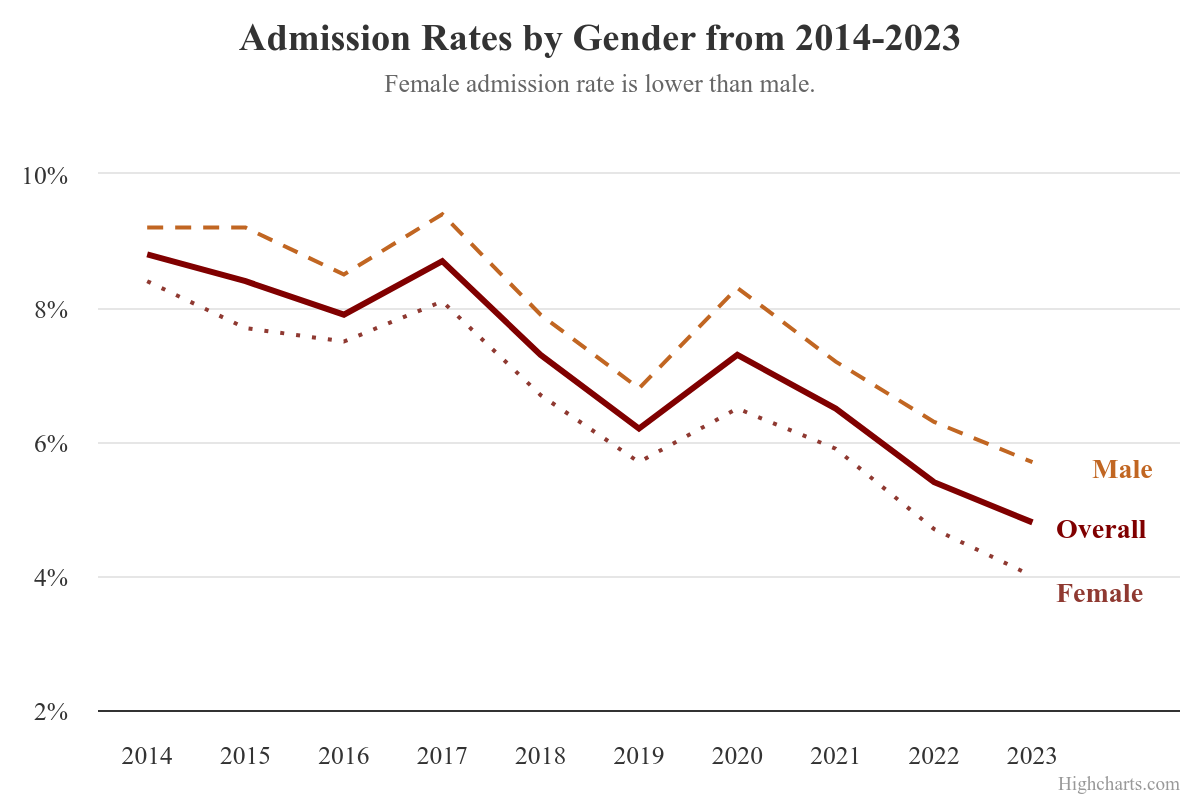 Admission Rates by Gender from 2014-2023
Female admission rate is lower than male.
10%
8%
6%
4%
2%
Male
Overall
Female
2014 2015 2016 2017 2018 2019 2020 2021 2022 2023
Highcharts.com